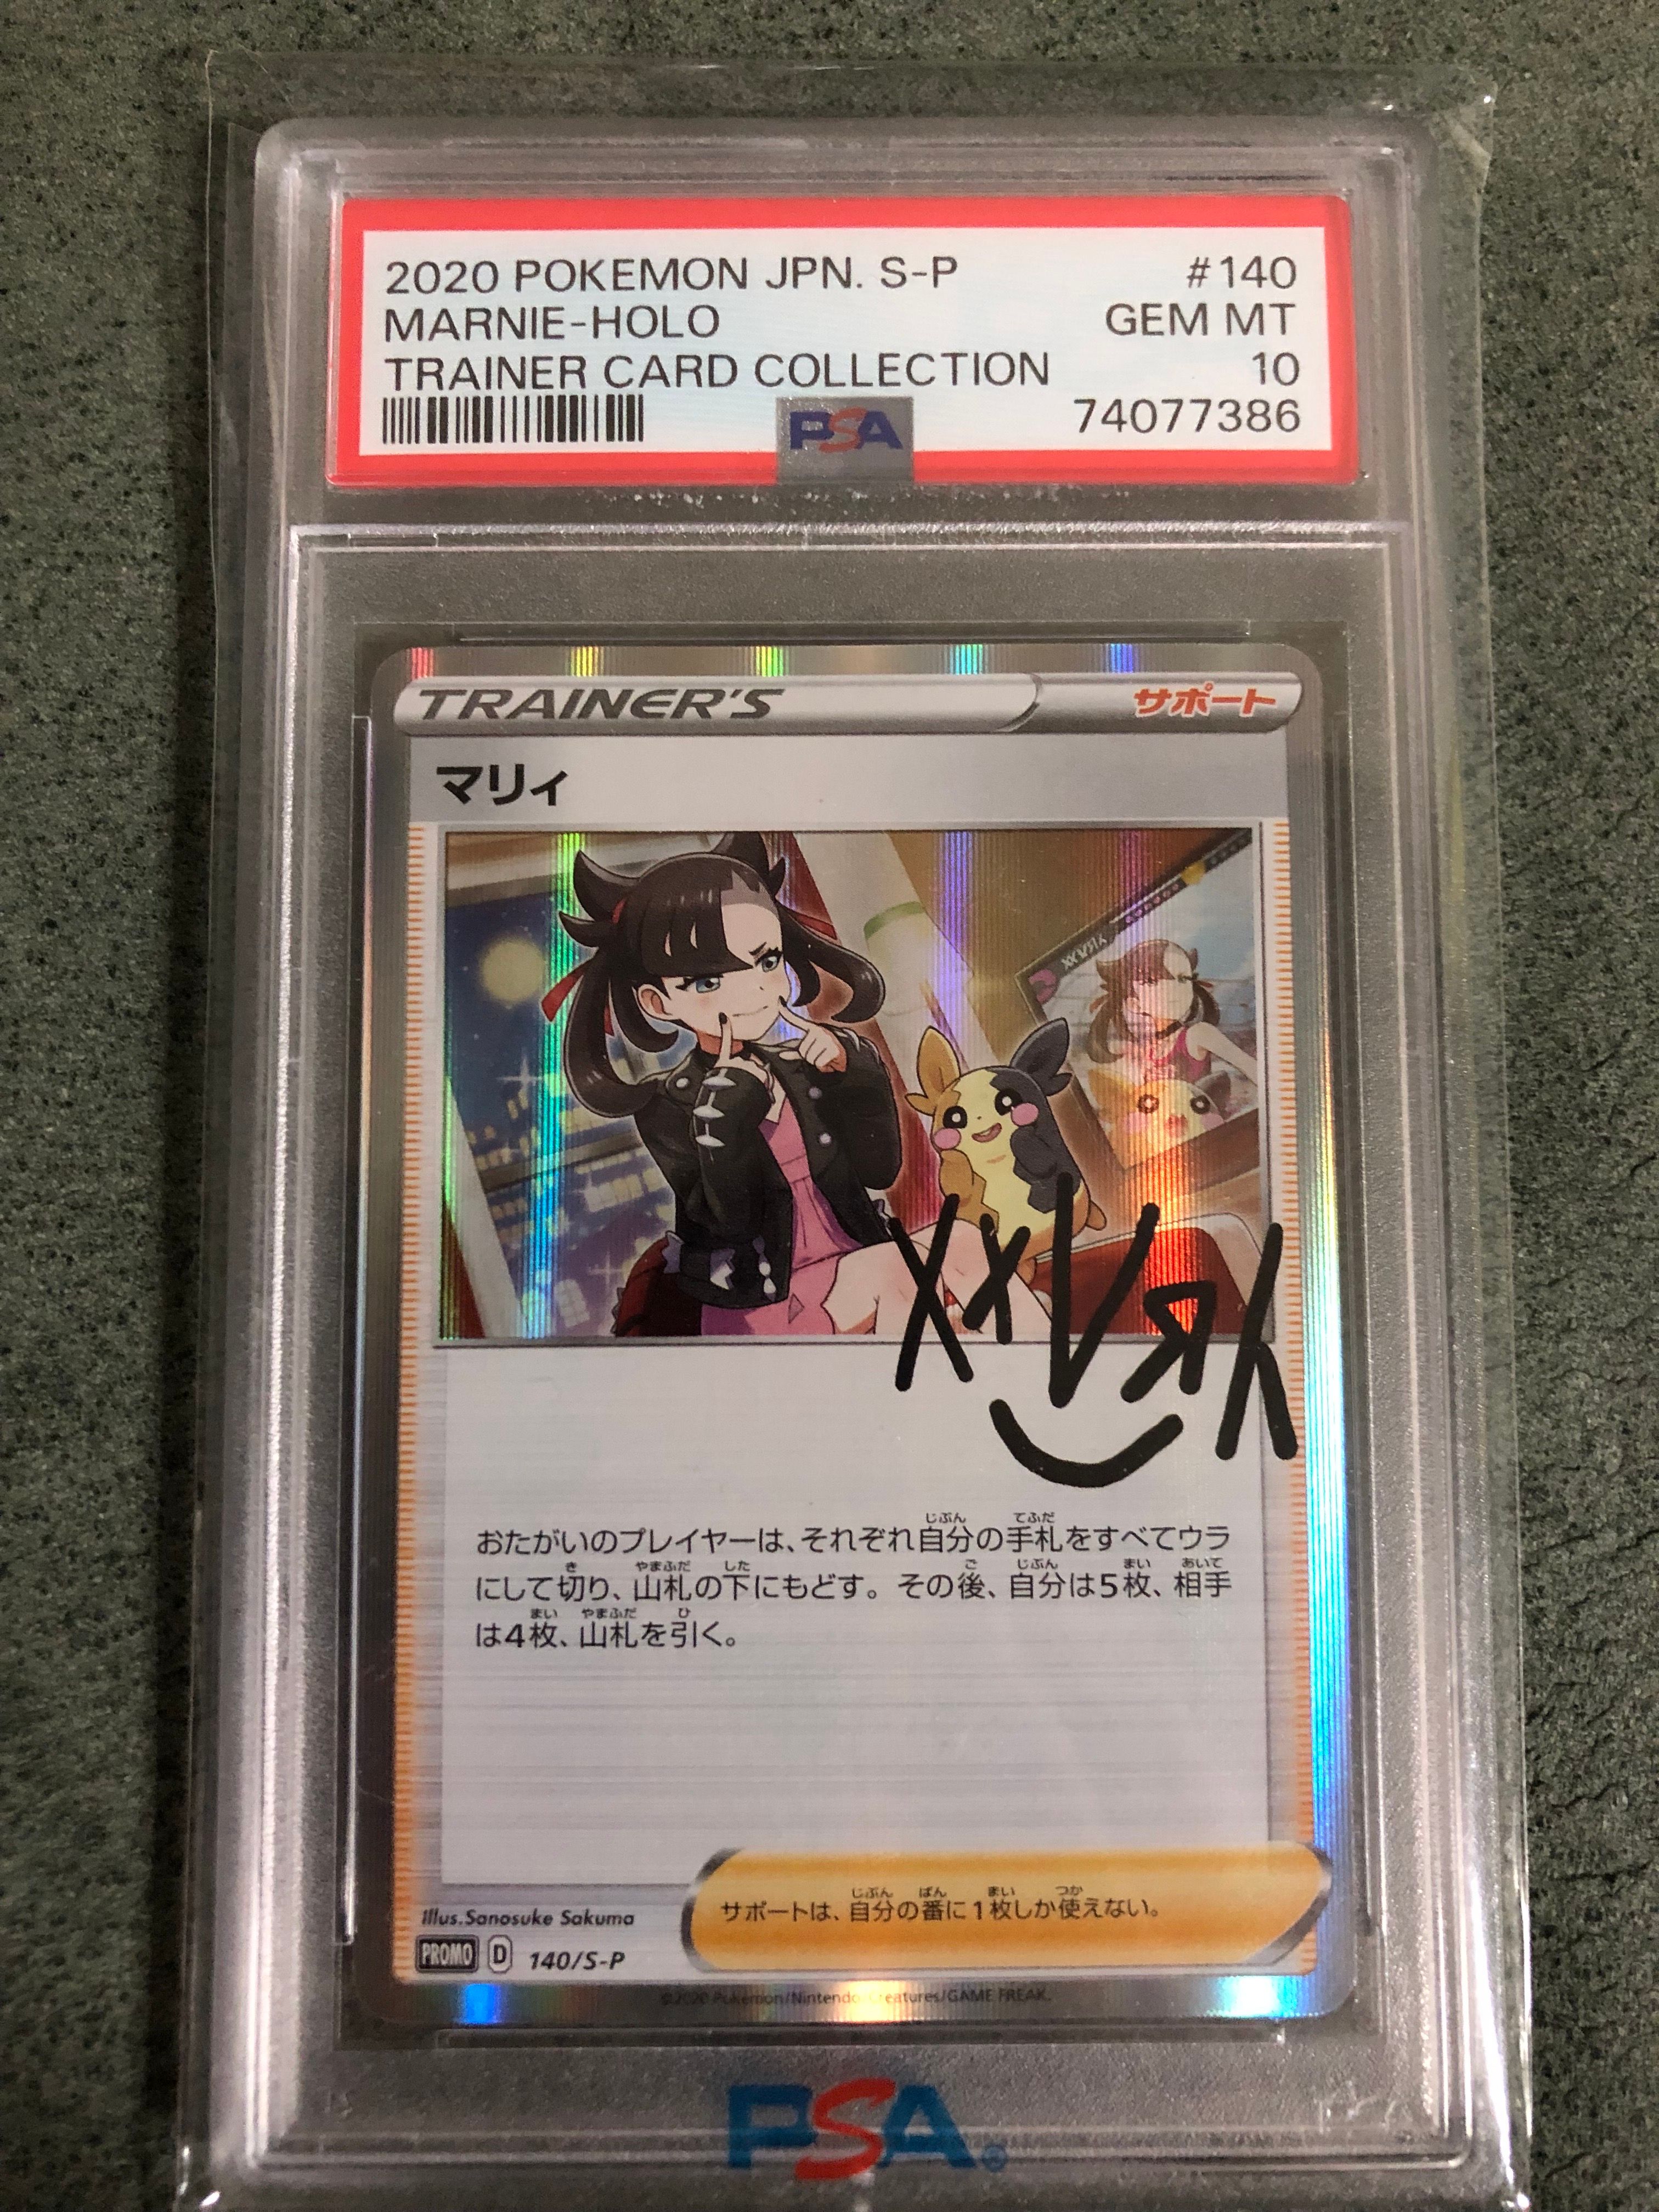 2020 POKEMON JPN. S-P #140
MARNIE-HOLO GEM MT
TRAINER CARD COLLECTION 10
PSA 74077386
TRAINER'S サポート
マリィ
おたがいのプレイヤーは、それぞれ自分の手札をすべてウラ
にして切り、山札の下にもどす。その後、自分は5枚、相手
は4枚、山札を引く。
サポートは、自分の番に1枚しか使えない。
Illus.Sanosuke Sakuma
PROMO D 140/S-P
©2020 Pokémon/Nintendo/Creatures/GAME FREAK.
PSA